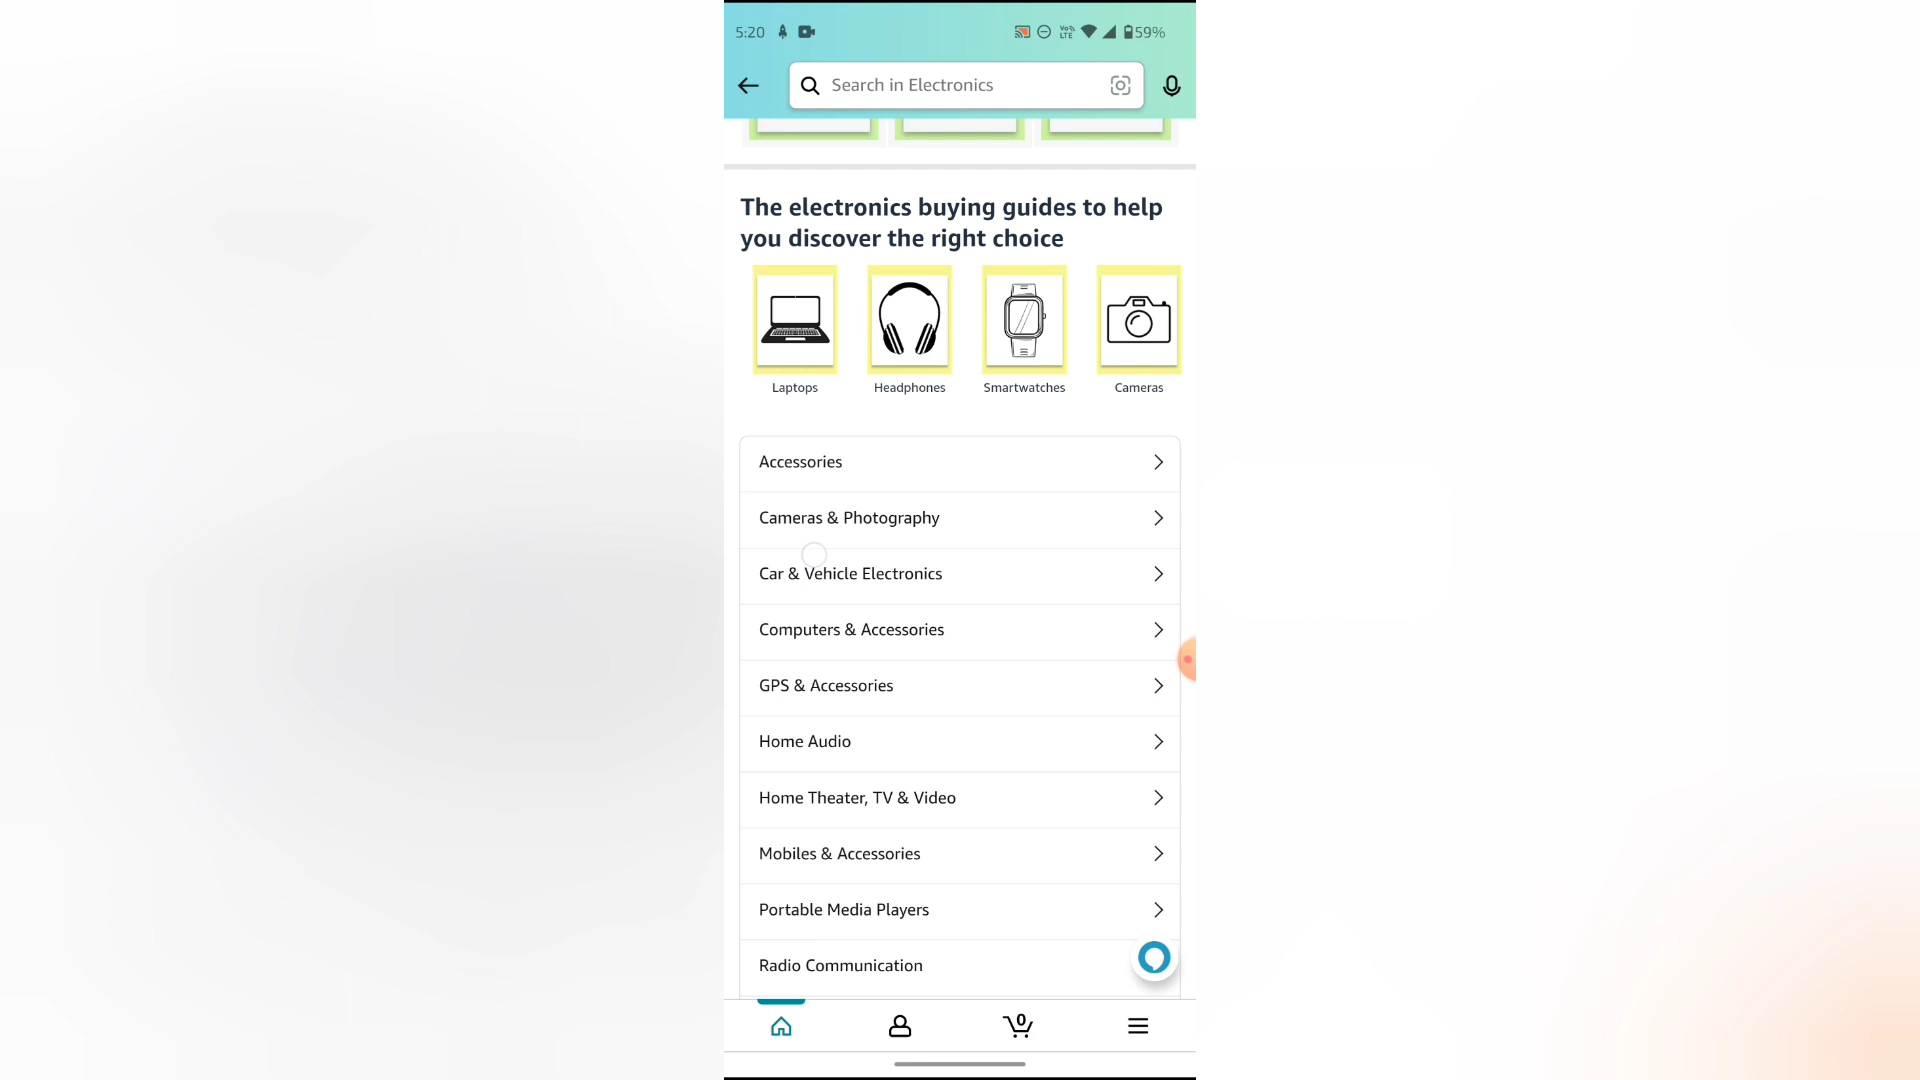 5:20
Vo
LTE
59%
Search in Electronics
The electronics buying guides to help
you discover the right choice
Laptops
Headphones
Smartwatches
Cameras
Accessories
Cameras & Photography
Car & Vehicle Electronics
Computers & Accessories
GPS & Accessories
Home Audio
Home Theater, TV & Video
Mobiles & Accessories
Portable Media Players
Radio Communication
0